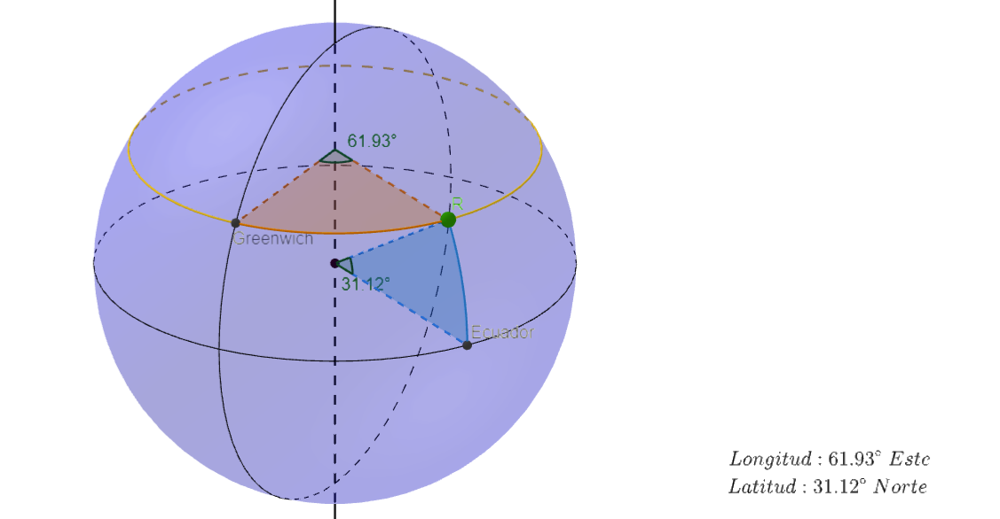 61.93°
R
Greenwich
31.12°
Ecuador
Longitud : 61.93° Este
Latitud : 31.12° Norte